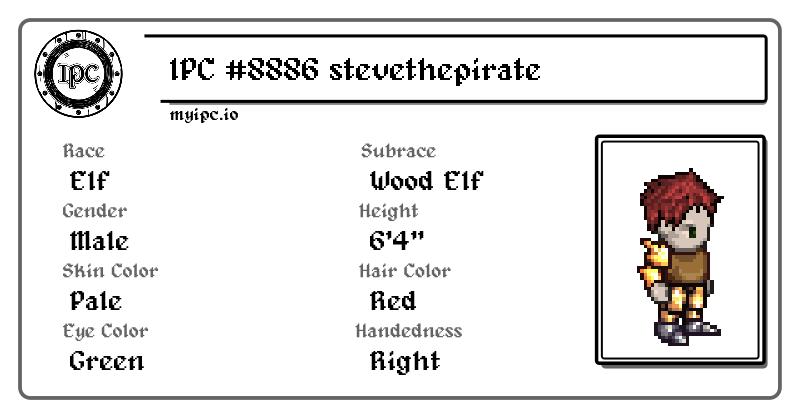 IPC
IPC #8886 stevethepirate
myipc.io
Race
Elf
Subrace
Wood Elf
Gender
Male
Height
6'4"
Skin Color
Pale
Hair Color
Red
Eye Color
Green
Handedness
Right